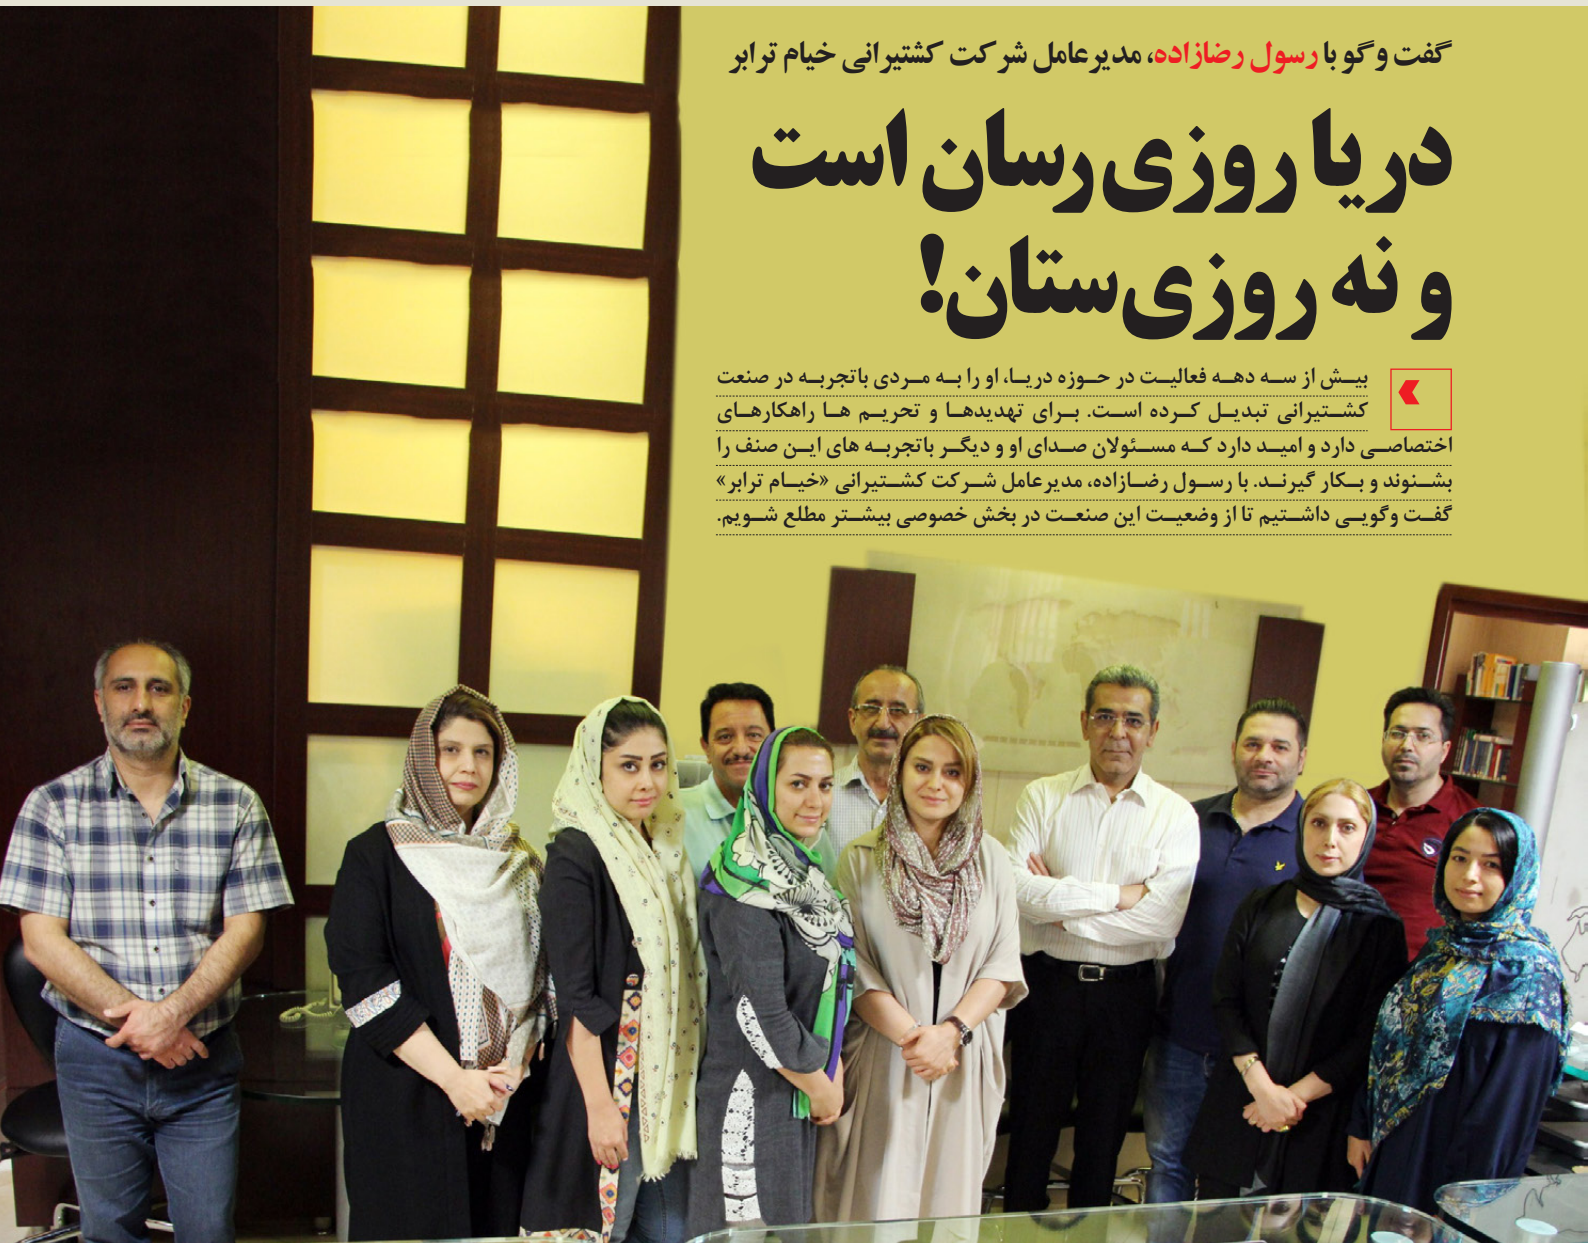 گفت و گو با رسول رضازاده، مدیرعامل شرکت کشتیرانی خیام ترابر
دریا روزی‌رسان است
و نه روزی‌ستان!
بیش از سه دهه فعالیت در حوزه دریا، او را به مردی باتجربه در صنعت
کشتیرانی تبدیل کرده است. برای تهدیدها و تحریم ها راهکارهای
اختصاصی دارد و امید دارد که مسئولان صدای او و دیگر باتجربه های این صنف را
بشنوند و بکار گیرند. با رسول رضازاده، مدیرعامل شرکت کشتیرانی «خیام ترابر»
گفت وگویی داشتیم تا از وضعیت این صنعت در بخش خصوصی بیشتر مطلع شویم.